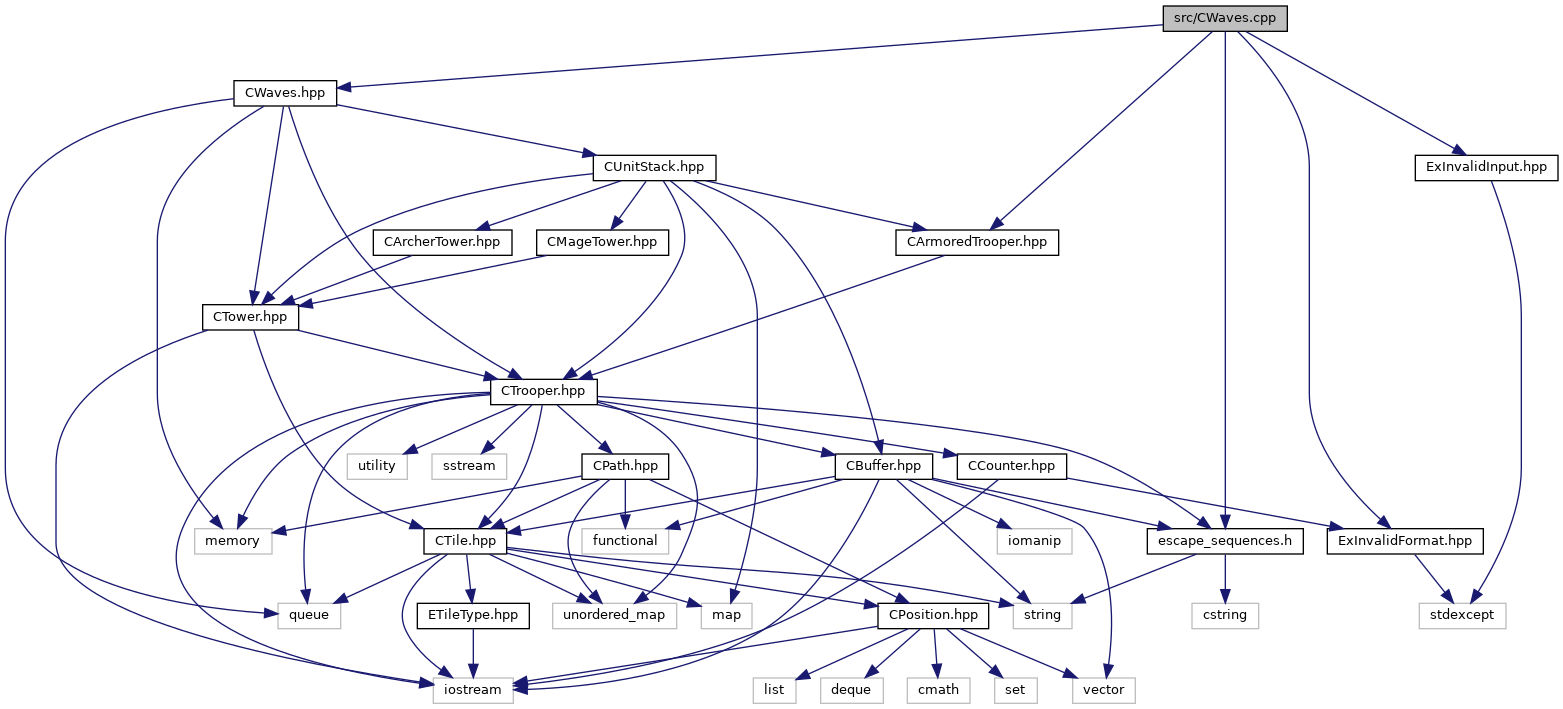 src/CWaves.cpp
CWaves.hpp
CUnitStack.hpp
ExInvalidInput.hpp
CArcherTower.hpp
CMageTower.hpp
CArmoredTrooper.hpp
CTower.hpp
CTrooper.hpp
utility
sstream
CPath.hpp
CBuffer.hpp
CCounter.hpp
memory
CTile.hpp
functional
iomanip
escape_sequences.h
ExInvalidFormat.hpp
queue
ETileType.hpp
unordered_map
map
CPosition.hpp
string
cstring
stdexcept
iostream
list
deque
cmath
set
vector